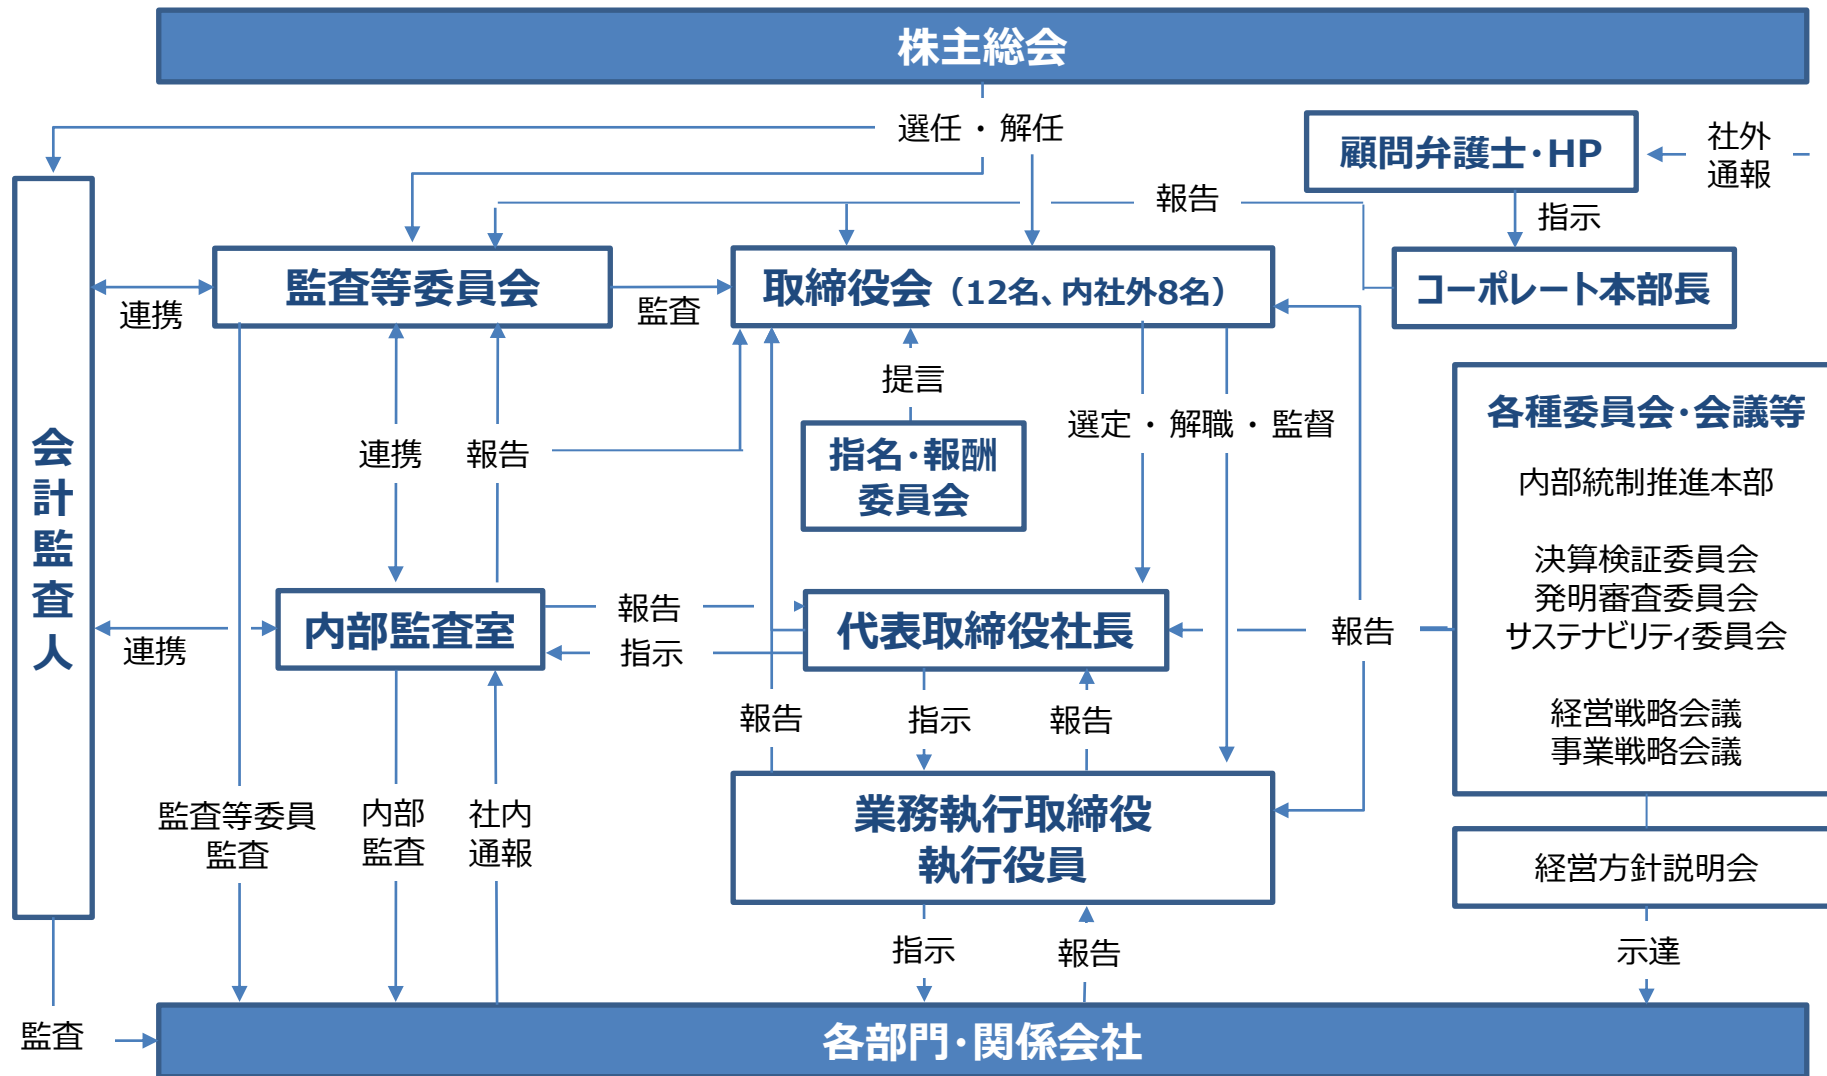 株主総会
選任・解任
顧問弁護士・HP
社外
通報
報告
指示
監査等委員会
取締役会（12名、内社外8名）
コーポレート本部長
連携
監査
提言
選定・解職・監督
各種委員会・会議等
内部統制推進本部
決算検証委員会
発明審査委員会
サステナビリティ委員会
経営戦略会議
事業戦略会議
会計監査人
連携
報告
指名・報酬
委員会
内部監査室
報告
指示
代表取締役社長
報告
連携
報告
指示
報告
監査等委員
監査
内部
監査
社内
通報
業務執行取締役
執行役員
経営方針説明会
指示
報告
示達
監査
各部門・関係会社